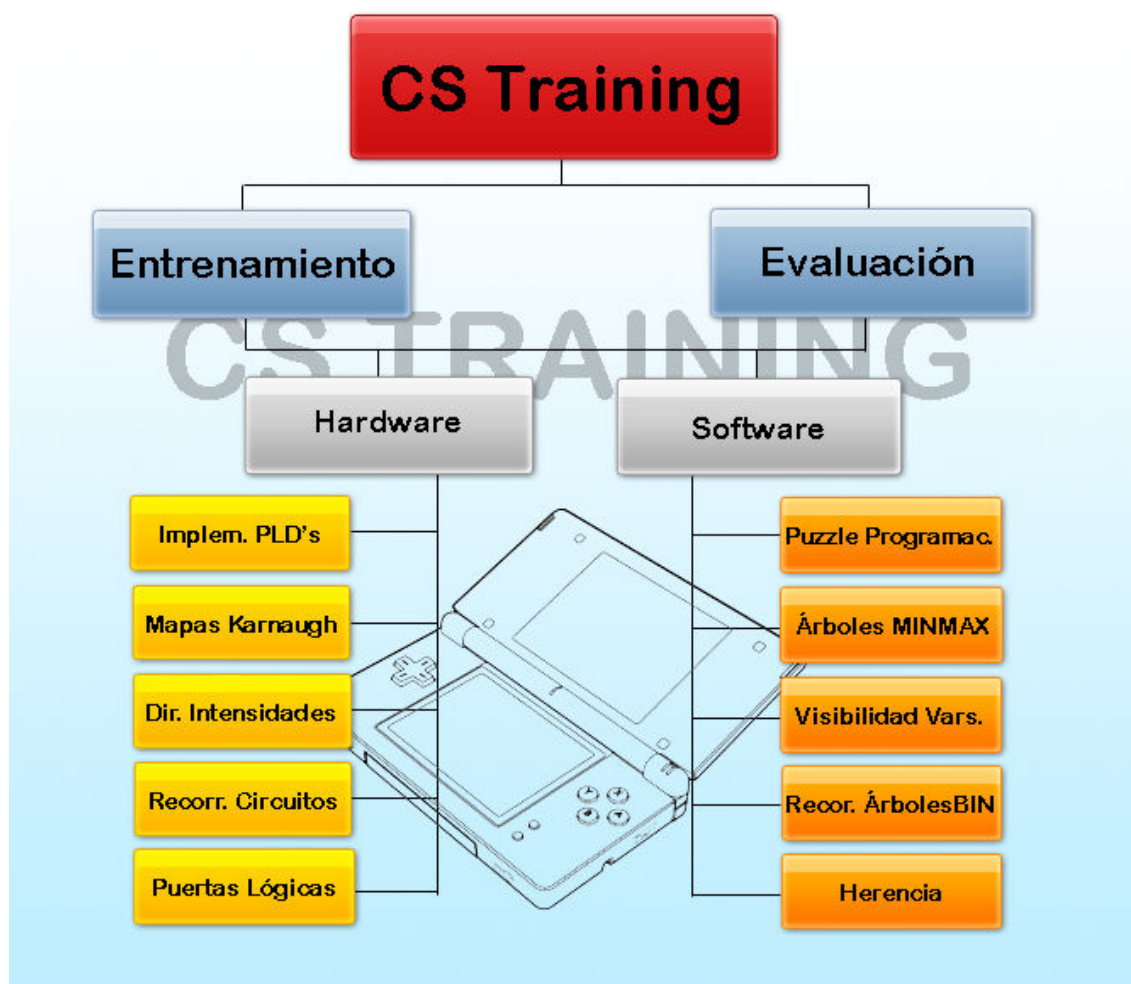 CS Training
Entrenamiento
Evaluación
CS TRAINING
Hardware
Software
Implem. PLD's
Puzzle Programac.
Mapas Karnaugh
Árboles MINMAX
Dir. Intensidades
Visibilidad Vars.
Recorr. Circuitos
Recor. ÁrbolesBIN
Puertas Lógicas
Herencia